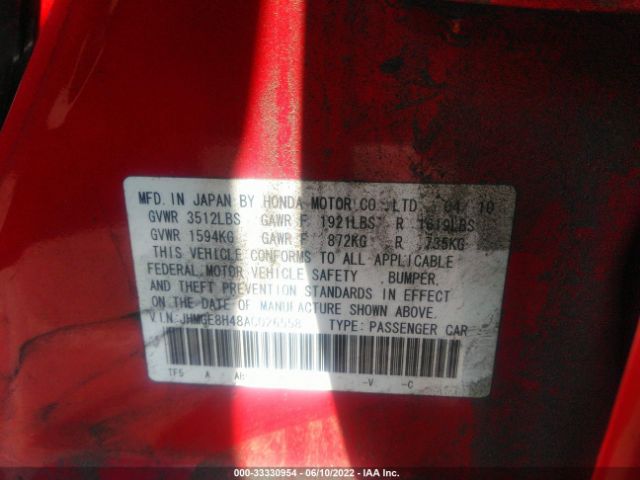 MFD. IN JAPAN BY HONDA MOTOR CO., LTD. 04/10
GVWR 3512LBS GAWR F 1921LBS R 1619LBS
GVWR 1594KG GAWR F 872KG R 735KG
THIS VEHICLE CONFORMS TO ALL APPLICABLE
FEDERAL MOTOR VEHICLE SAFETY , BUMPER,
AND THEFT PREVENTION STANDARDS IN EFFECT
ON THE DATE OF MANUFACTURE SHOWN ABOVE.
V.I.N: JHMGE8H48AC026558 TYPE: PASSENGER CAR
TF5 A -V -C
000-33330954 - 06/10/2022 - IAA Inc.